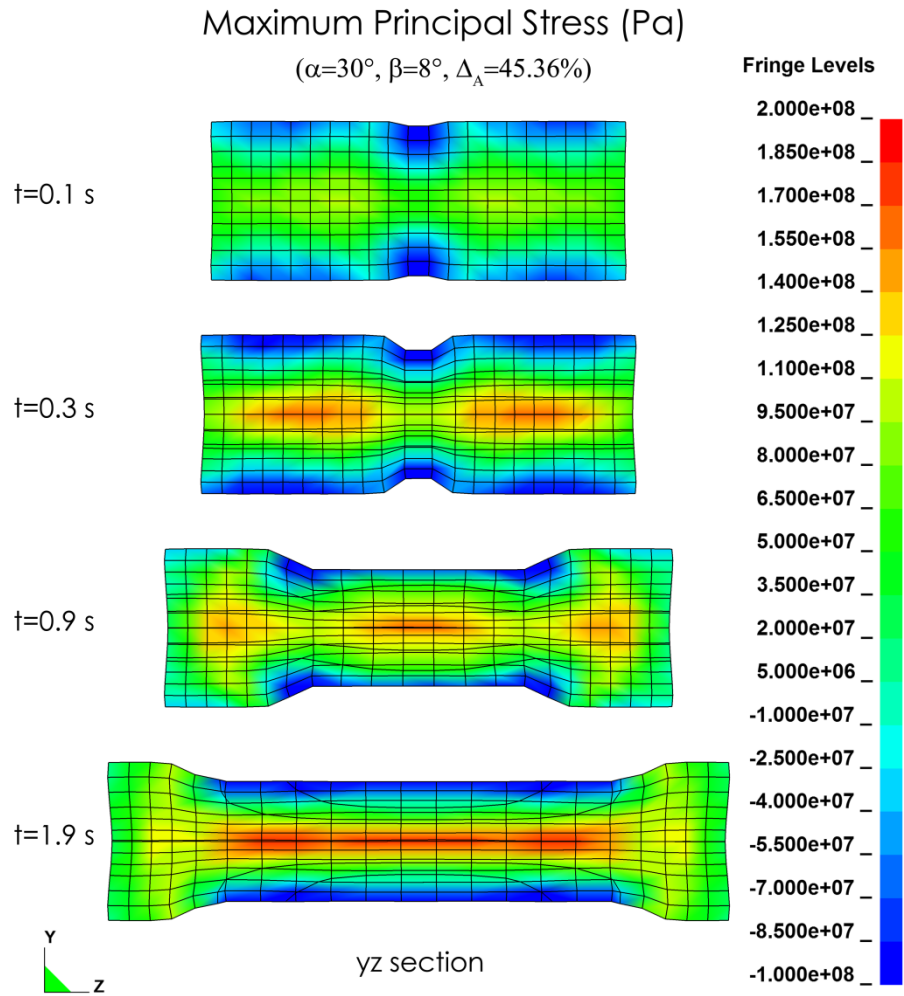 Maximum Principal Stress (Pa)
(α=30°, β=8°, Δ_A=45.36%)
Fringe Levels
2.000e+08 _
1.850e+08 _
1.700e+08 _
1.550e+08 _
1.400e+08 _
1.250e+08 _
1.100e+08 _
9.500e+07 _
8.000e+07 _
6.500e+07 _
5.000e+07 _
3.500e+07 _
2.000e+07 _
5.000e+06 _
-1.000e+07 _
-2.500e+07 _
-4.000e+07 _
-5.500e+07 _
-7.000e+07 _
-8.500e+07 _
-1.000e+08 _
t=0.1 s
t=0.3 s
t=0.9 s
t=1.9 s
Y
Z
yz section